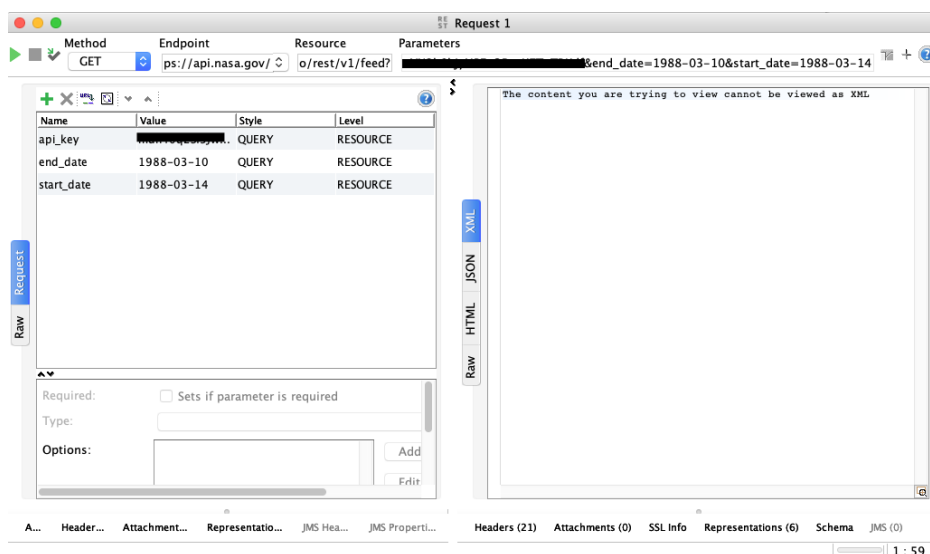 REST Request 1
Method Endpoint Resource Parameters
GET ps://api.nasa.gov/ o/rest/v1/feed? &end_date=1988-03-10&start_date=1988-03-14
The content you are trying to view cannot be viewed as XML
Name Value Style Level
api_key QUERY RESOURCE
end_date 1988-03-10 QUERY RESOURCE
start_date 1988-03-14 QUERY RESOURCE
Request
Raw
XML
JSON
HTML
Raw
Required: Sets if parameter is required
Type:
Options: Add
Edit
A... Header... Attachment... Representatio... JMS Hea... JMS Properti... Headers (21) Attachments (0) SSL Info Representations (6) Schema JMS (0)
1 : 59